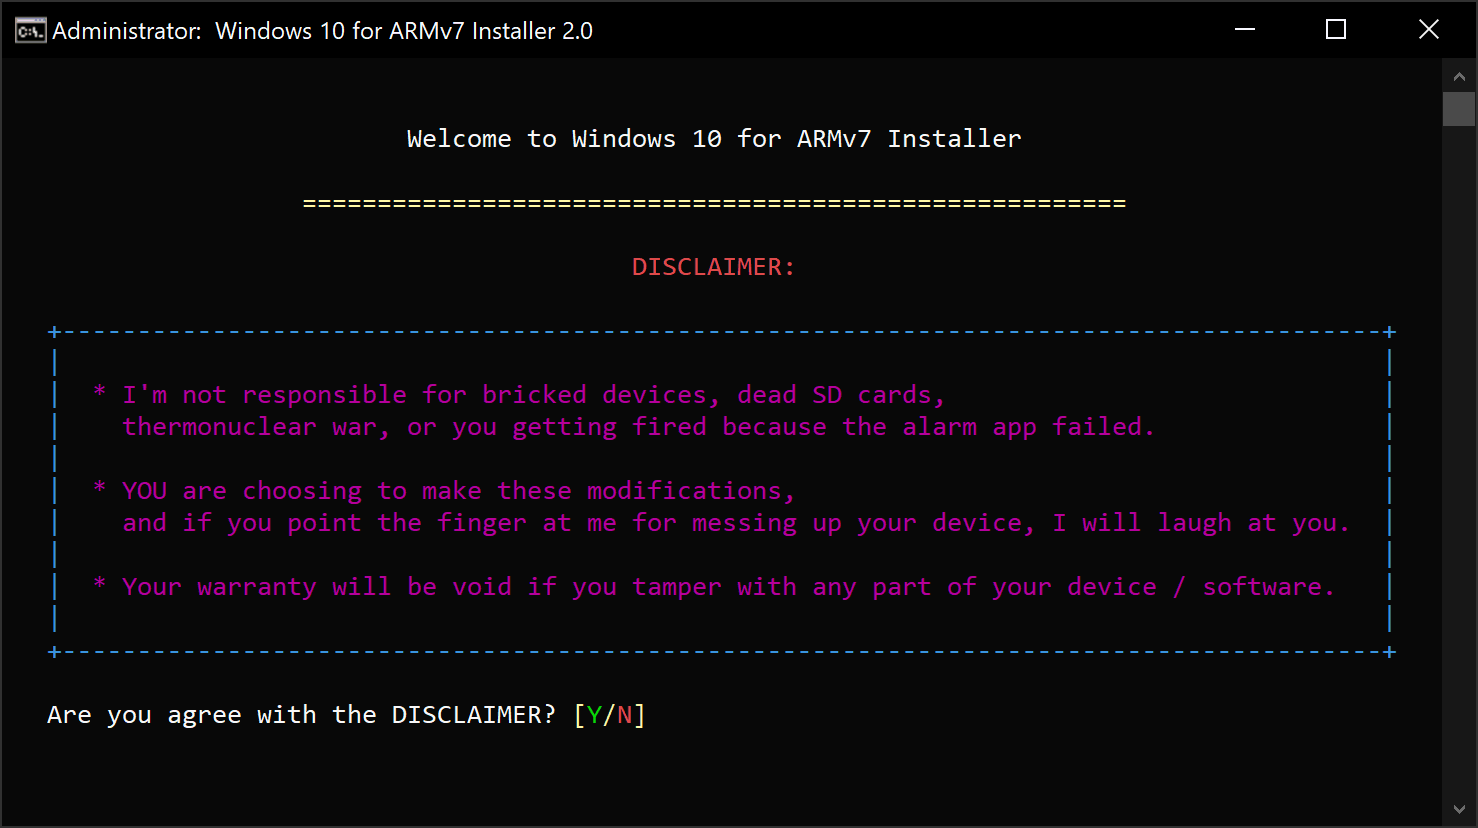 Administrator:  Windows 10 for ARMv7 Installer 2.0
Welcome to Windows 10 for ARMv7 Installer
=======================================================
DISCLAIMER:
+----------------------------------------------------------------------------------------+
* I'm not responsible for bricked devices, dead SD cards,
thermonuclear war, or you getting fired because the alarm app failed.
* YOU are choosing to make these modifications,
and if you point the finger at me for messing up your device, I will laugh at you.
* Your warranty will be void if you tamper with any part of your device / software.
+----------------------------------------------------------------------------------------+
Are you agree with the DISCLAIMER? [Y/N]